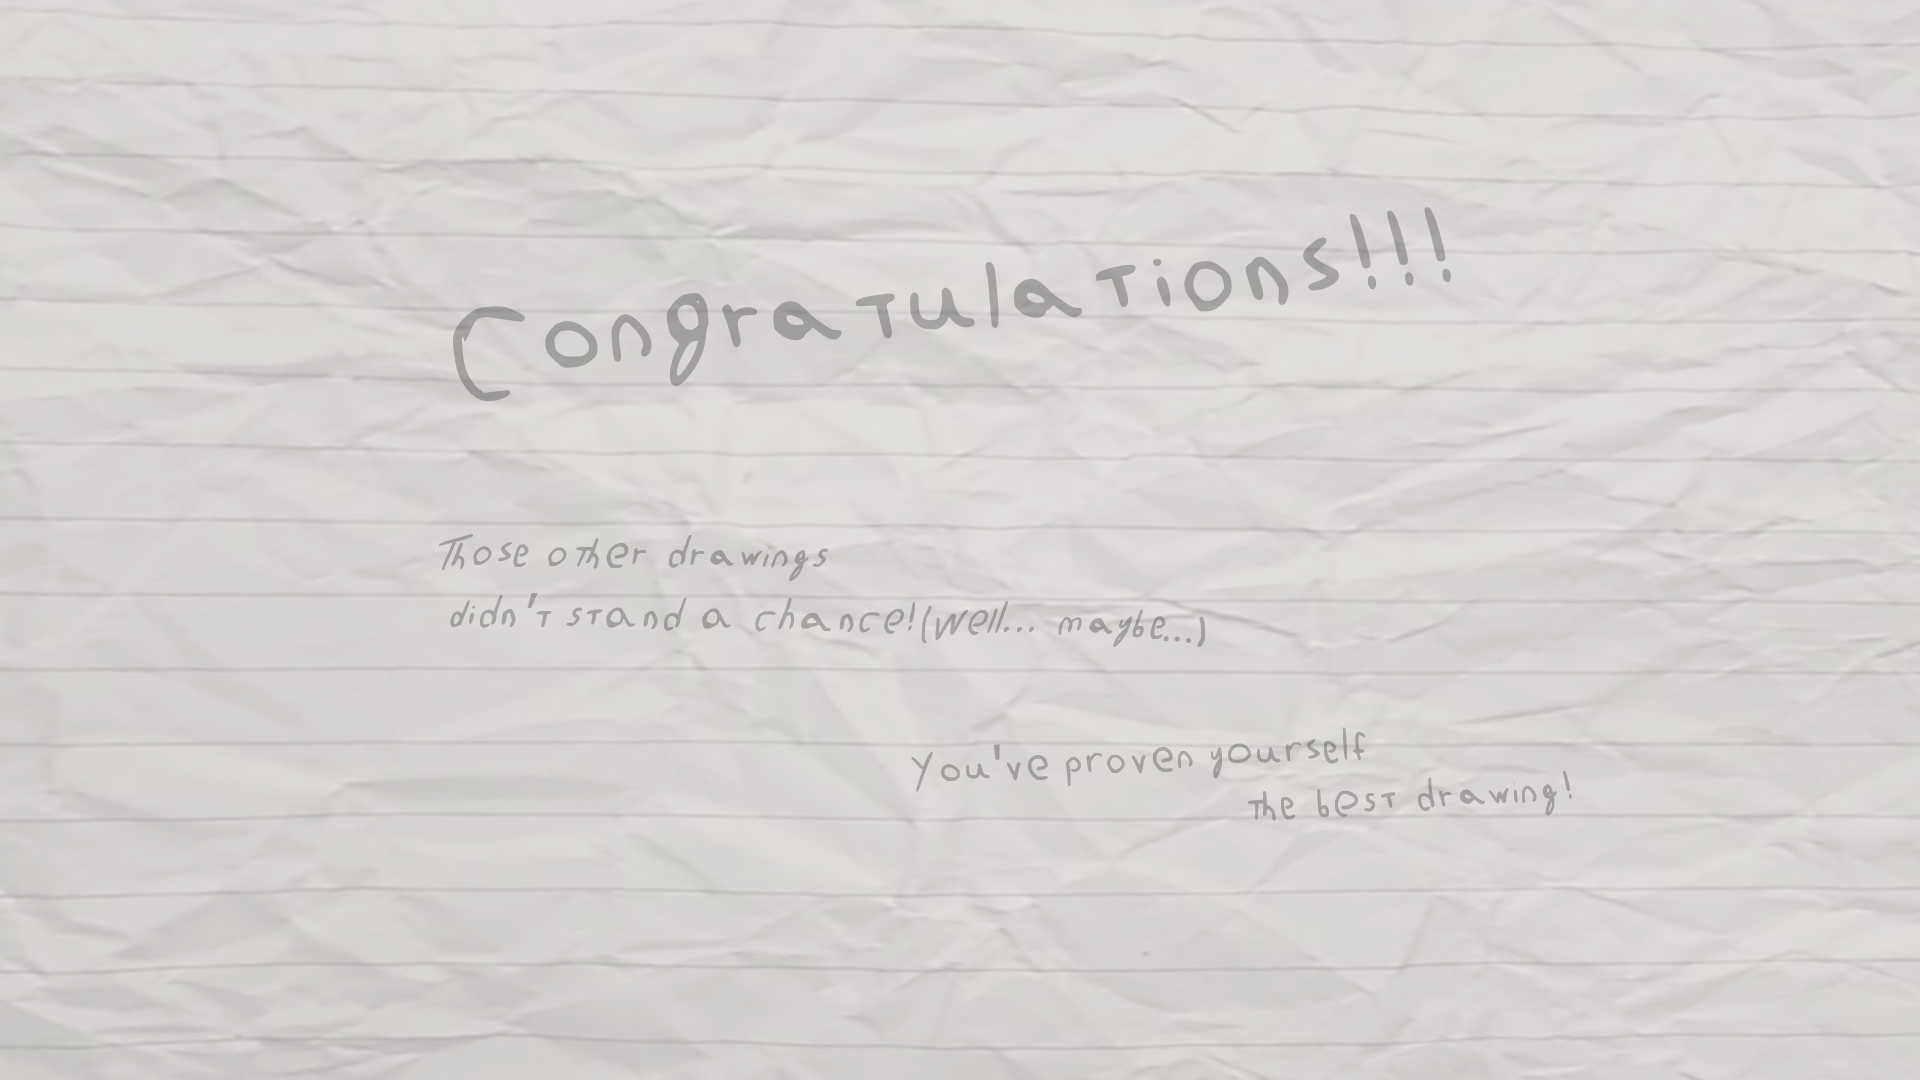 Congratulations!!!
Those other drawings
didn't stand a chance!(Well... maybe...)
You've proven yourself
the best drawing!